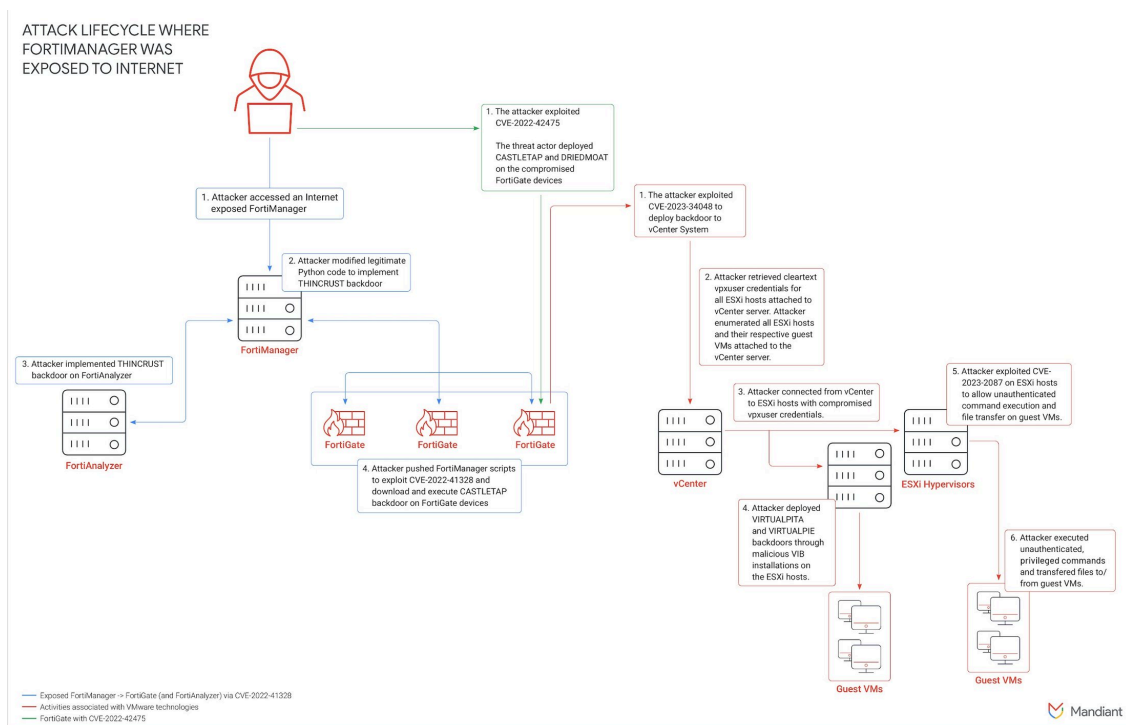 ATTACK LIFECYCLE WHERE
FORTIMANAGER WAS
EXPOSED TO INTERNET
1. The attacker exploited
CVE-2022-42475
The threat actor deployed
CASTLETAP and DRIEDMOAT
on the compromised
FortiGate devices
1. Attacker accessed an Internet
exposed FortiManager
1. The attacker exploited
CVE-2023-34048 to
deploy backdoor to
vCenter System
2. Attacker modified legitimate
Python code to implement
THINCRUST backdoor
2. Attacker retrieved cleartext
vpxuser credentials for
all ESXi hosts attached to
vCenter server. Attacker
enumerated all ESXi hosts
and their respective guest
VMs attached to the
vCenter server.
FortiManager
3. Attacker implemented THINCRUST
backdoor on FortiAnalyzer
FortiAnalyzer
FortiGate
FortiGate
FortiGate
4. Attacker pushed FortiManager scripts
to exploit CVE-2022-41328 and
download and execute CASTLETAP
backdoor on FortiGate devices
3. Attacker connected from vCenter
to ESXi hosts with compromised
vpxuser credentials.
5. Attacker exploited CVE-
2023-2087 on ESXi hosts
to allow unauthenticated
command execution and
file transfer on guest VMs.
vCenter
ESXi Hypervisors
4. Attacker deployed
VIRTUALPITA
and VIRTUALPIE
backdoors through
malicious VIB
installations on
the ESXi hosts.
6. Attacker executed
unauthenticated,
privileged commands
and transfered files to/
from guest VMs.
Guest VMs
Guest VMs
Exposed FortiManager -> FortiGate (and FortiAnalyzer) via CVE-2022-41328
Activities associated with VMware technologies
FortiGate with CVE-2022-42475
Mandiant